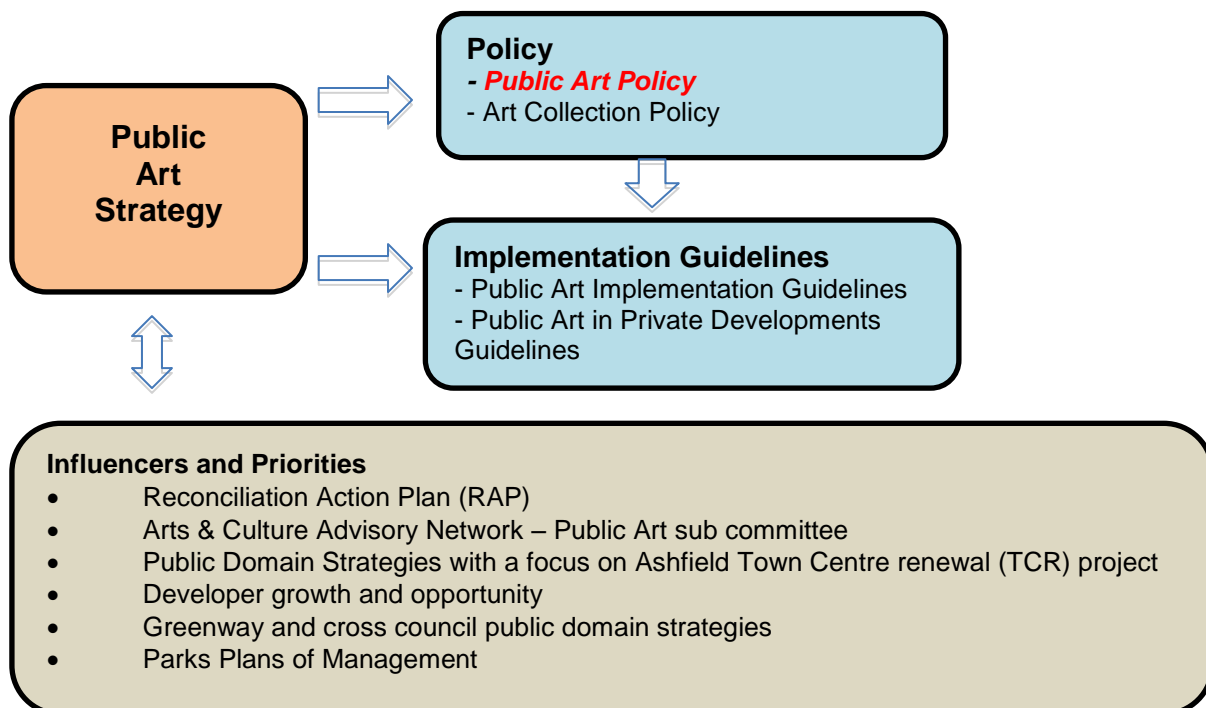 Public
Art
Strategy
Policy
- Public Art Policy
- Art Collection Policy
Implementation Guidelines
- Public Art Implementation Guidelines
- Public Art in Private Developments
Guidelines
Influencers and Priorities
• Reconciliation Action Plan (RAP)
• Arts & Culture Advisory Network – Public Art sub committee
• Public Domain Strategies with a focus on Ashfield Town Centre renewal (TCR) project
• Developer growth and opportunity
• Greenway and cross council public domain strategies
• Parks Plans of Management